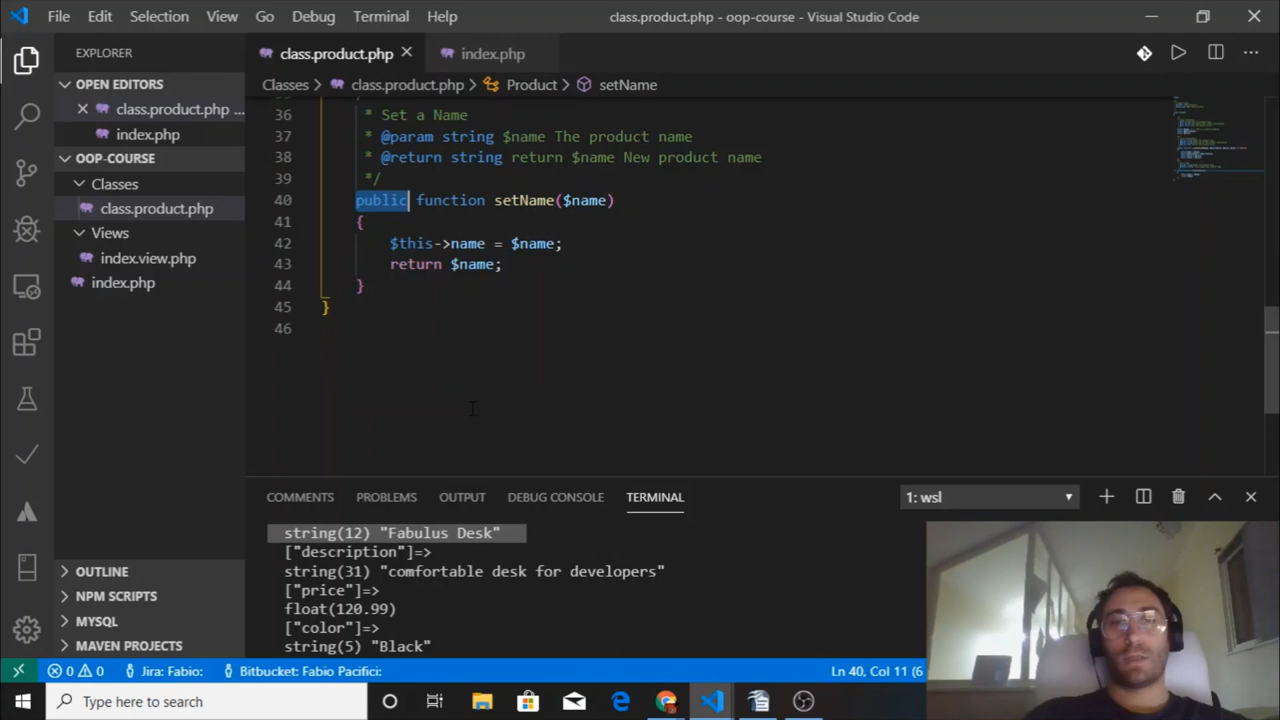 File Edit Selection View Go Debug Terminal Help
class.product.php - oop-course - Visual Studio Code
EXPLORER
class.product.php
index.php
Classes > class.product.php > Product > setName
OPEN EDITORS
class.product.php ...
index.php
OOP-COURSE
Classes
class.product.php
Views
index.view.php
index.php
OUTLINE
NPM SCRIPTS
MYSQL
MAVEN PROJECTS
36 * Set a Name
37 * @param string $name The product name
38 * @return string return $name New product name
39 */
40 public function setName($name)
41 {
42 $this->name = $name;
43 return $name;
44 }
45 }
46
COMMENTS PROBLEMS OUTPUT DEBUG CONSOLE TERMINAL
1: wsl
string(12) "Fabulus Desk"
["description"]=>
string(31) "comfortable desk for developers"
["price"]=>
float(120.99)
["color"]=>
string(5) "Black"
0 0 Jira: Fabio: Bitbucket: Fabio Pacifici: Ln 40, Col 11 (6
Type here to search